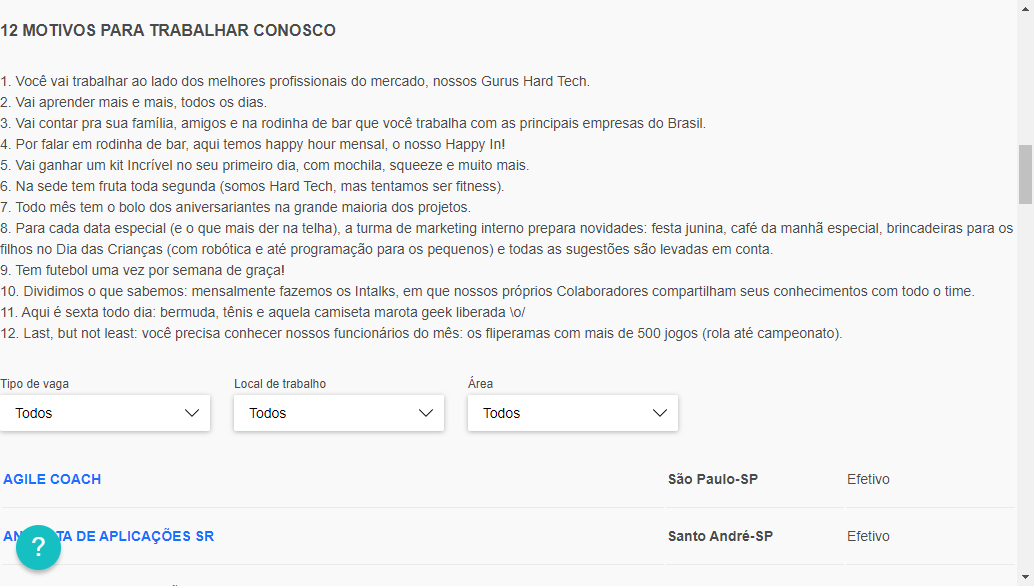 12 MOTIVOS PARA TRABALHAR CONOSCO
1. Você vai trabalhar ao lado dos melhores profissionais do mercado, nossos Gurus Hard Tech.
2. Vai aprender mais e mais, todos os dias.
3. Vai contar pra sua família, amigos e na rodinha de bar que você trabalha com as principais empresas do Brasil.
4. Por falar em rodinha de bar, aqui temos happy hour mensal, o nosso Happy In!
5. Vai ganhar um kit Incrível no seu primeiro dia, com mochila, squeeze e muito mais.
6. Na sede tem fruta toda segunda (somos Hard Tech, mas tentamos ser fitness).
7. Todo mês tem o bolo dos aniversariantes na grande maioria dos projetos.
8. Para cada data especial (e o que mais der na telha), a turma de marketing interno prepara novidades: festa junina, café da manhã especial, brincadeiras para os
filhos no Dia das Crianças (com robótica e até programação para os pequenos) e todas as sugestões são levadas em conta.
9. Tem futebol uma vez por semana de graça!
10. Dividimos o que sabemos: mensalmente fazemos os Intalks, em que nossos próprios Colaboradores compartilham seus conhecimentos com todo o time.
11. Aqui é sexta todo dia: bermuda, tênis e aquela camiseta marota geek liberada \o/
12. Last, but not least: você precisa conhecer nossos funcionários do mês: os fliperamas com mais de 500 jogos (rola até campeonato).
Tipo de vaga Local de trabalho Área
Todos Todos Todos
AGILE COACH São Paulo-SP Efetivo
DE APLICAÇÕES SR Santo André-SP Efetivo
?